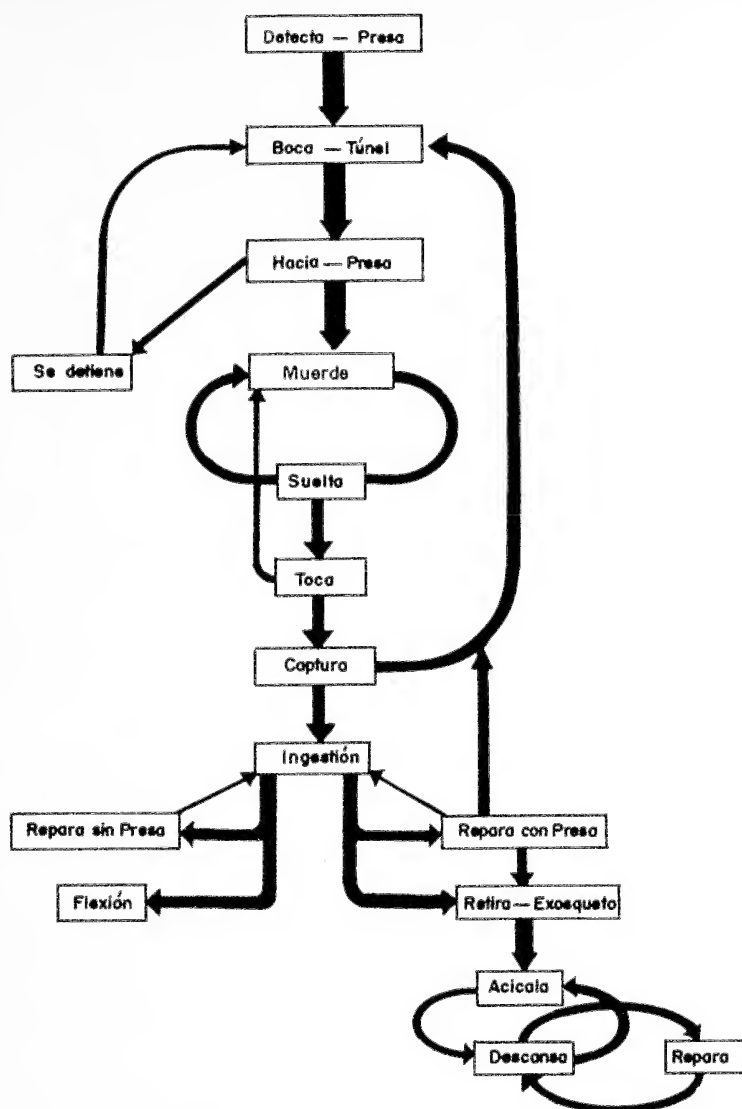 Detecta — Presa
Boca — Túnel
Hacia — Presa
Se detiene
Muerde
Suelta
Toca
Captura
Ingestión
Repara sin Presa
Repara con Presa
Flexión
Retira — Exosqueto
Acicala
Descansa
Repara